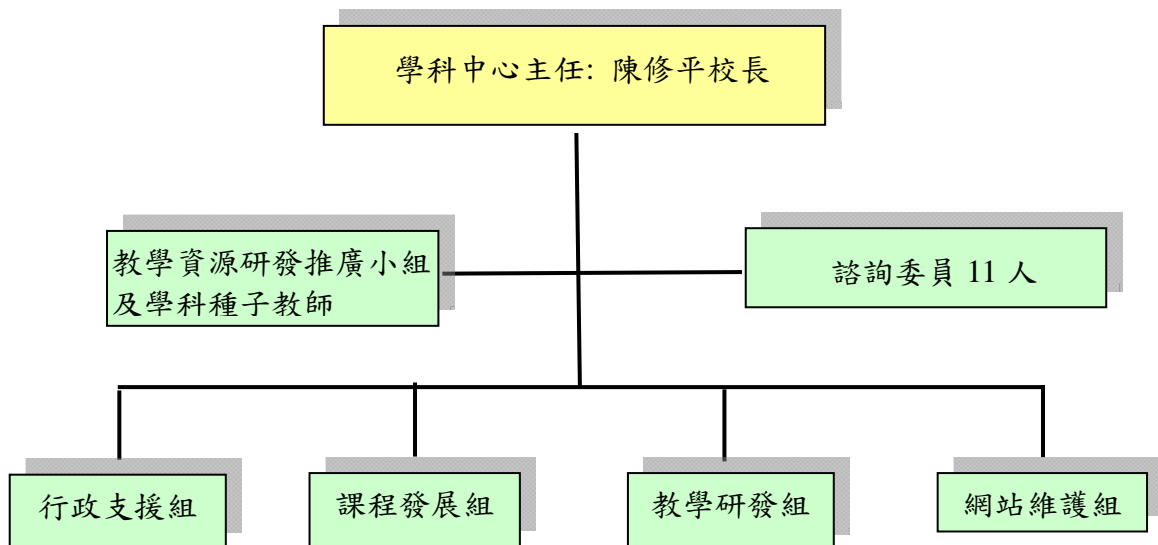 學科中心主任: 陳修平校長
教學資源研發推廣小組
及學科種子教師
諮詢委員 11 人
行政支援組
課程發展組
教學研發組
網站維護組